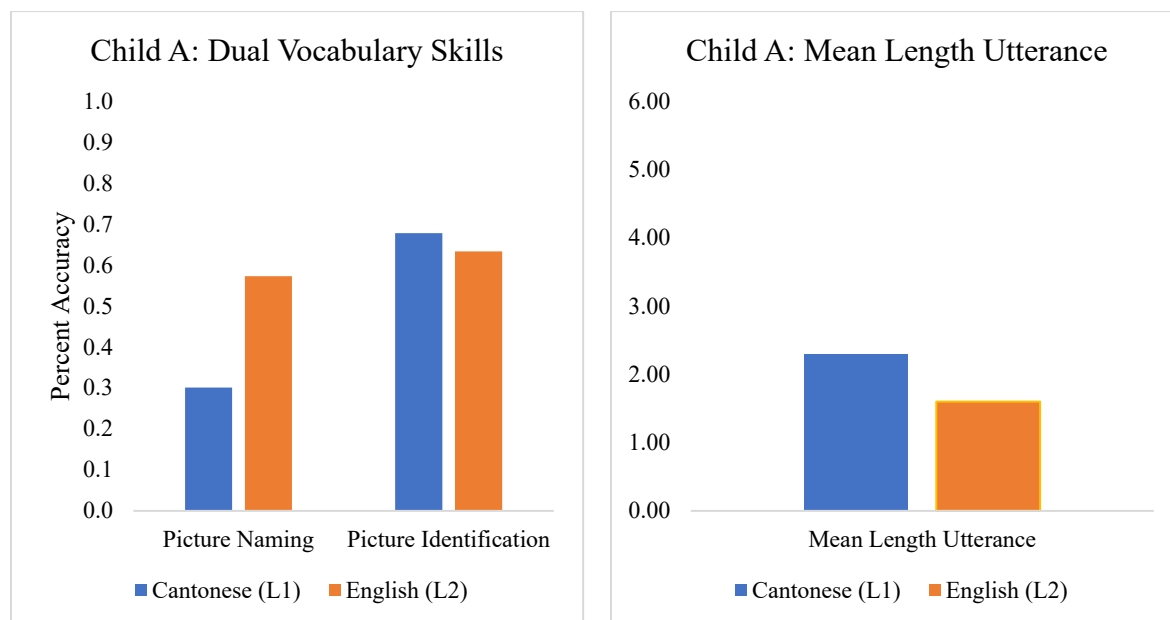 Child A: Dual Vocabulary Skills
1.0
0.9
0.8
0.7
0.6
0.5
0.4
0.3
0.2
0.1
0.0
Percent Accuracy
Picture Naming Picture Identification
Cantonese (L1) English (L2)
Child A: Mean Length Utterance
6.00
5.00
4.00
3.00
2.00
1.00
0.00
Mean Length Utterance
Cantonese (L1) English (L2)